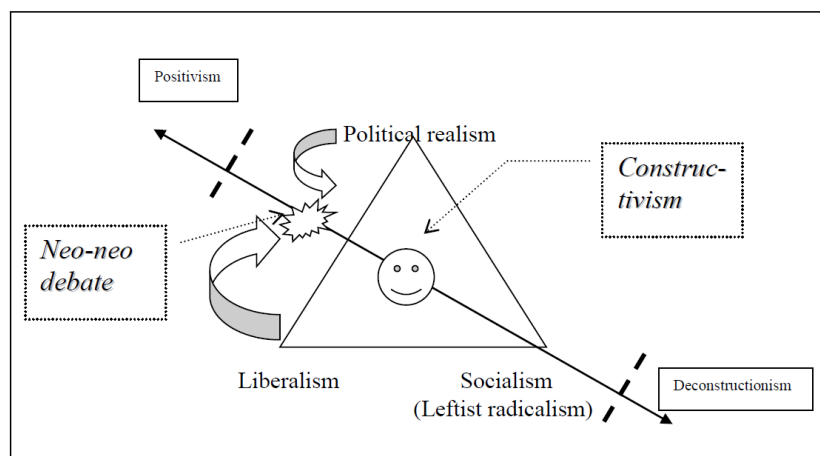 Positivism
Political realism
Construc-
tivism
Neo-neo
debate
Liberalism
Socialism
(Leftist radicalism)
Deconstructionism